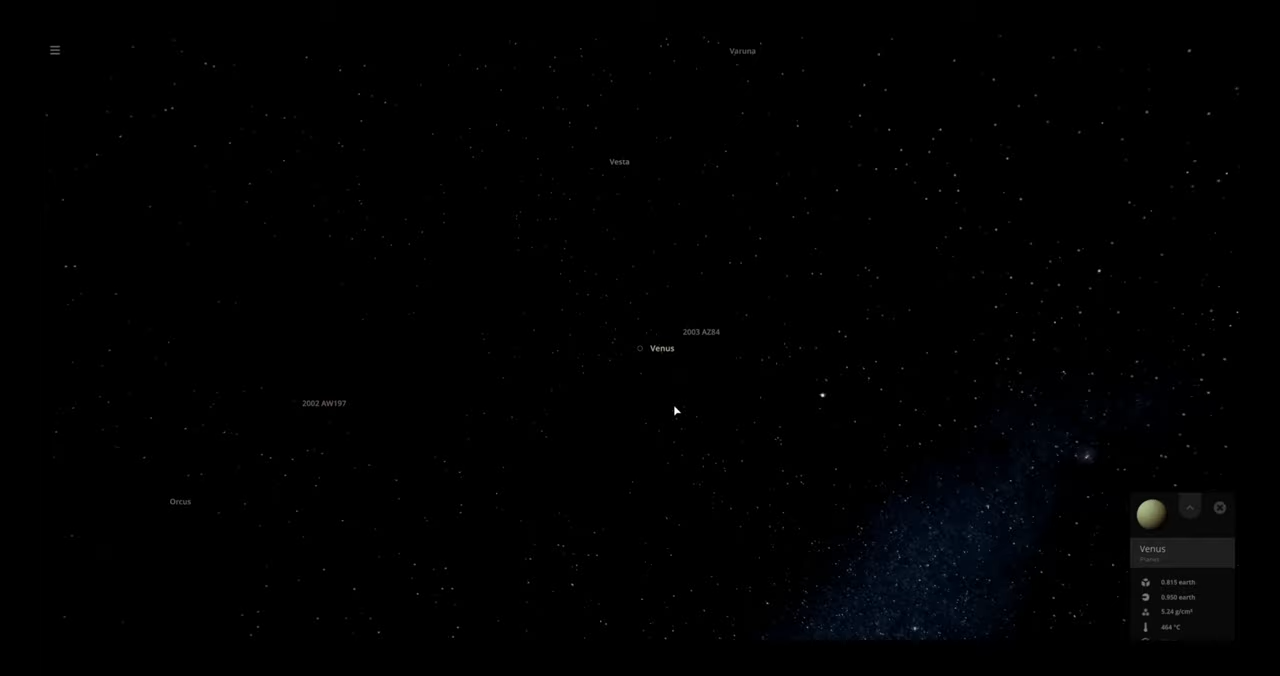 Varuna
Vesta
2003 AZ84
Venus
2002 AW197
Orcus
Venus
Planet
0.815 earth
0.950 earth
5.24 g/cm³
464 °C